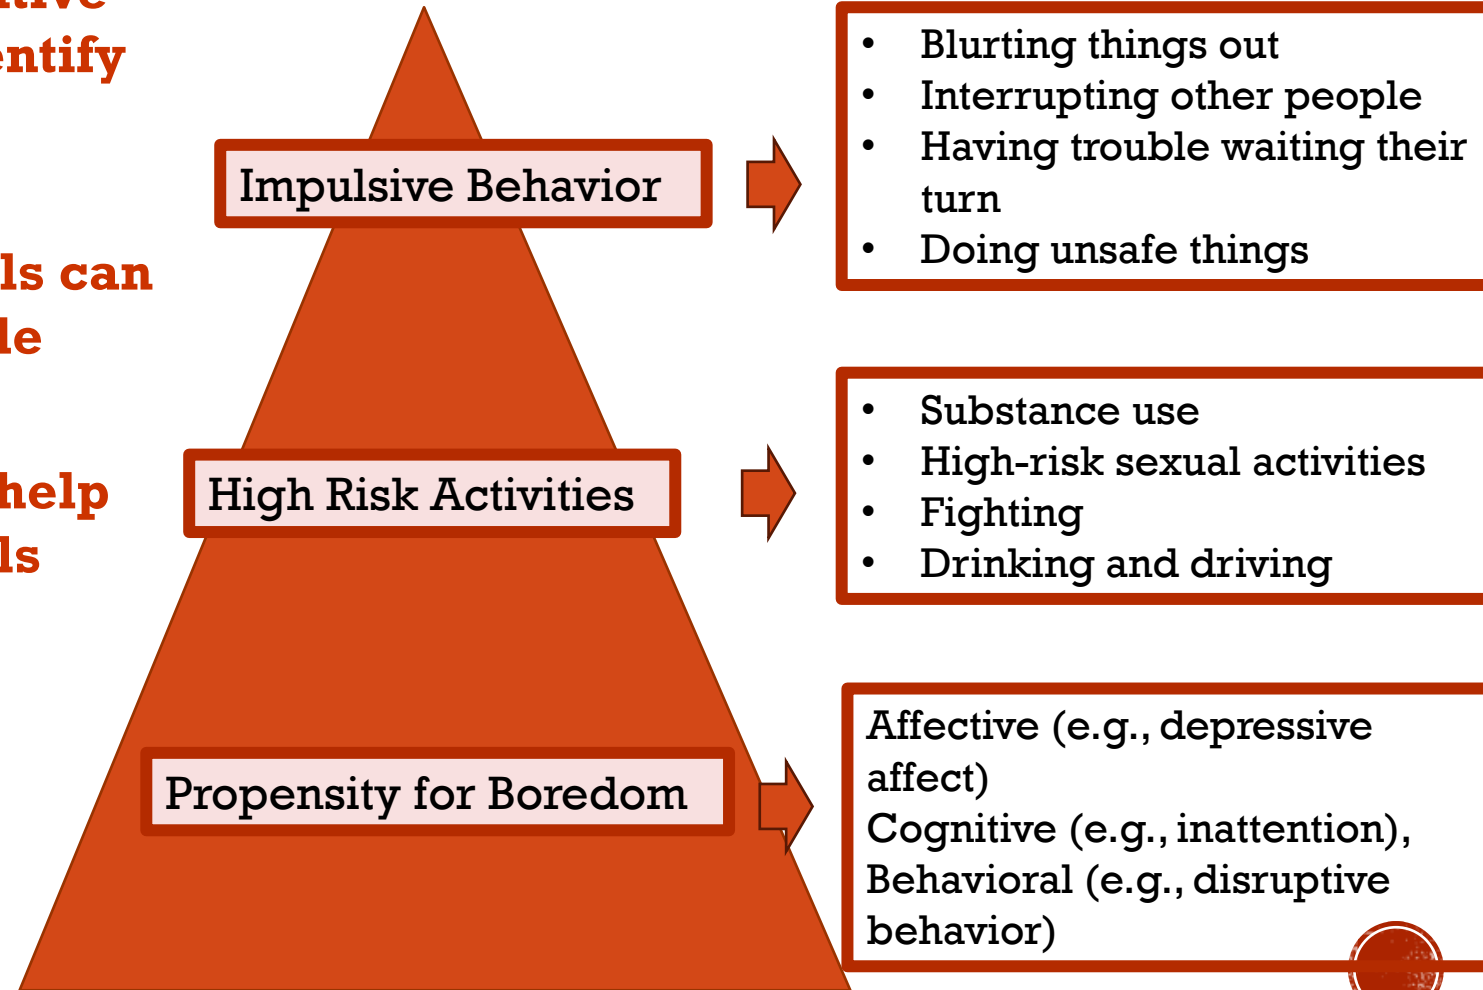 entify
ls can
le
help
ls
Impulsive Behavior
• Blurting things out
• Interrupting other people
• Having trouble waiting their
turn
• Doing unsafe things
High Risk Activities
• Substance use
• High-risk sexual activities
• Fighting
• Drinking and driving
Propensity for Boredom
Affective (e.g., depressive
affect)
Cognitive (e.g., inattention),
Behavioral (e.g., disruptive
behavior)